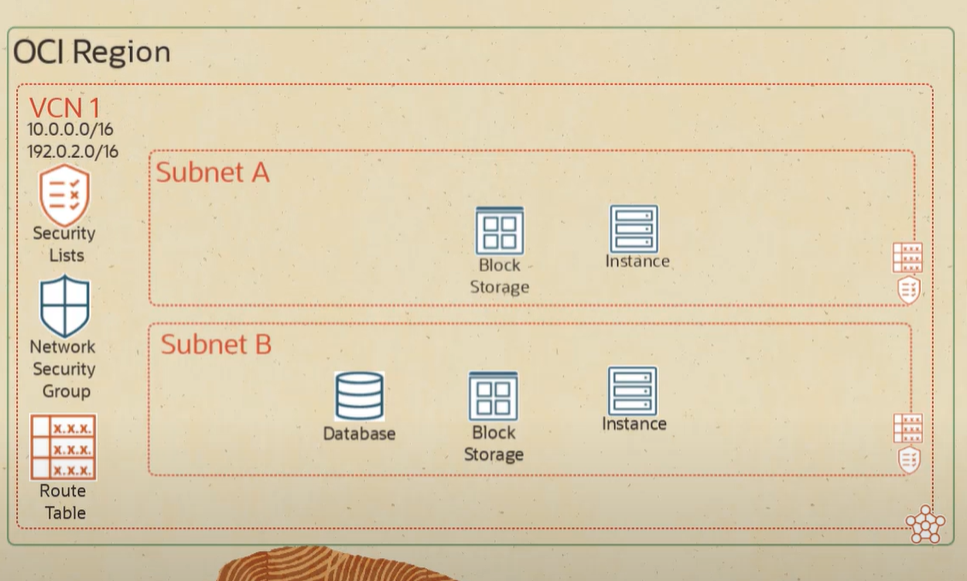 OCI Region
VCN 1
10.0.0.0/16
192.0.2.0/16
Security
Lists
Network
Security
Group
x.x.x.
x.x.x.
x.x.x.
Route
Table
Subnet A
Block
Storage
Instance
Subnet B
Database
Block
Storage
Instance